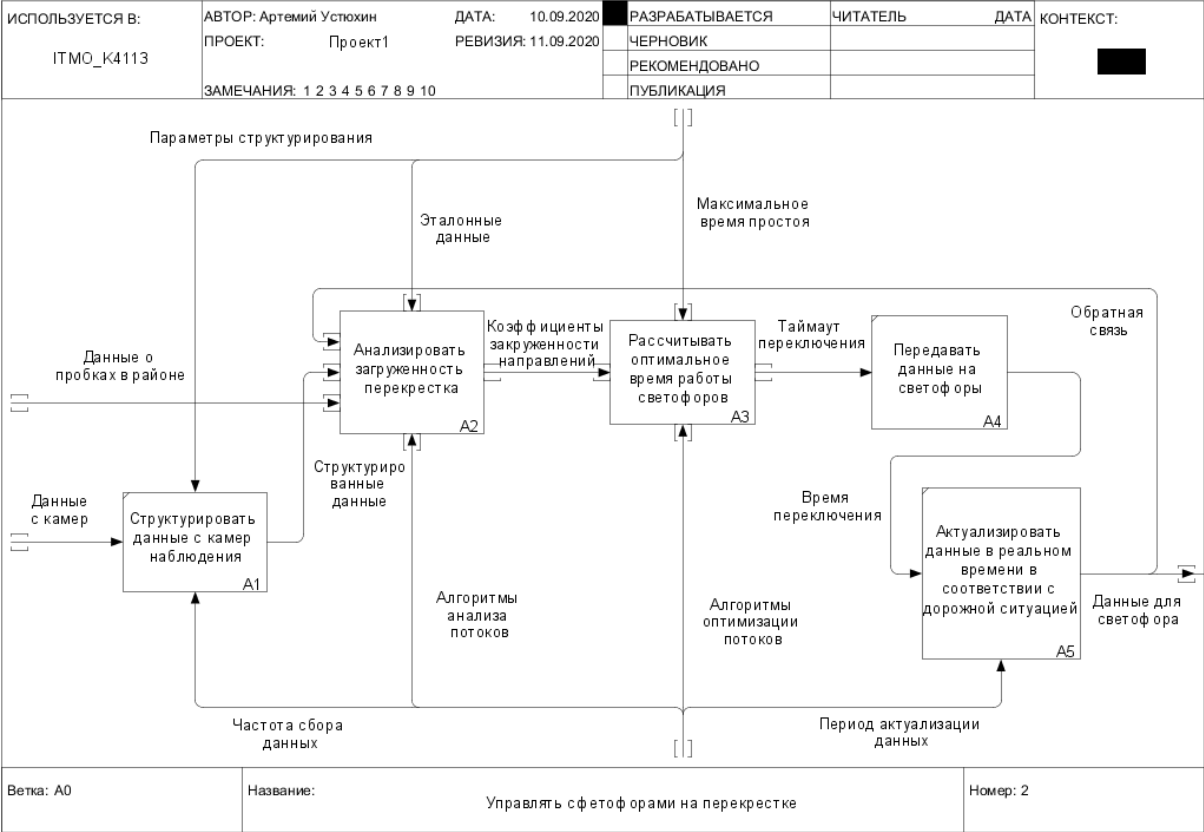 ИСПОЛЬЗУЕТСЯ В:
ITMO_K4113
АВТОР: Артемий Устюхин
ДАТА: 10.09.2020
ПРОЕКТ: Проект1
РЕВИЗИЯ: 11.09.2020
ЗАМЕЧАНИЯ: 1 2 3 4 5 6 7 8 9 10
РАЗРАБАТЫВАЕТСЯ
ЧЕРНОВИК
РЕКОМЕНДОВАНО
ПУБЛИКАЦИЯ
ЧИТАТЕЛЬ
ДАТА
КОНТЕКСТ:
Параметры структурирования
Эталонные
данные
Максимальное
время простоя
Данные о
пробках в районе
Анализировать
загруженность
перекрестка
A2
Коэффициенты
закруженности
направлений
Рассчитывать
оптимальное
время работы
светофоров
A3
Таймаут
переключения
Передавать
данные на
светофоры
A4
Обратная
связь
Данные
с камер
Структурировать
данные с камер
наблюдения
A1
Структуриро
ванные
данные
Время
переключения
Актуализировать
данные в реальном
времени в
соответствии с
дорожной ситуацией
A5
Данные для
светофора
Алгоритмы
анализа
потоков
Алгоритмы
оптимизации
потоков
Частота сбора
данных
Период актуализации
данных
Ветка: A0
Название:
Управлять сфетофорами на перекрестке
Номер: 2